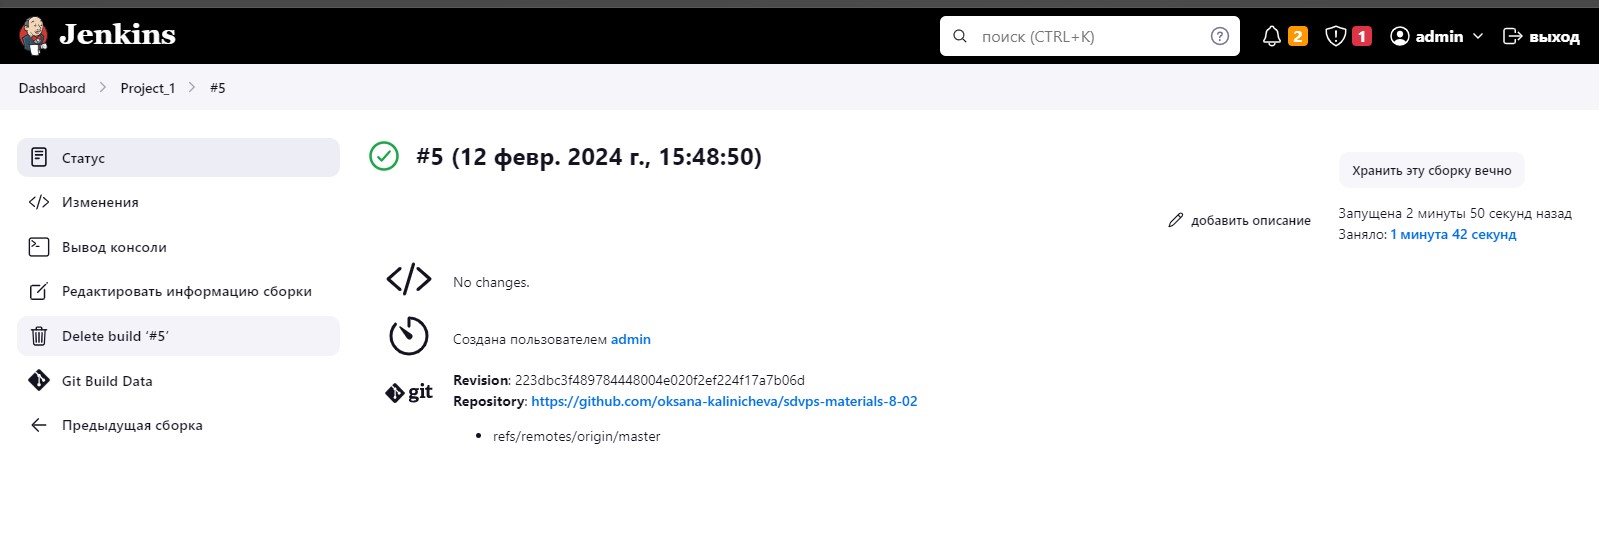 Jenkins
поиск (CTRL+K)
2
1
admin
выход
Dashboard
Project_1
#5
Статус
Изменения
Вывод консоли
Редактировать информацию сборки
Delete build ‘#5’
Git Build Data
Предыдущая сборка
#5 (12 февр. 2024 г., 15:48:50)
Хранить эту сборку вечно
добавить описание
Запущена 2 минуты 50 секунд назад
Заняло: 1 минута 42 секунд
No changes.
Создана пользователем admin
git
Revision: 223dbc3f489784448004e020f2ef224f17a7b06d
Repository: https://github.com/oksana-kalinicheva/sdvps-materials-8-02
• refs/remotes/origin/master